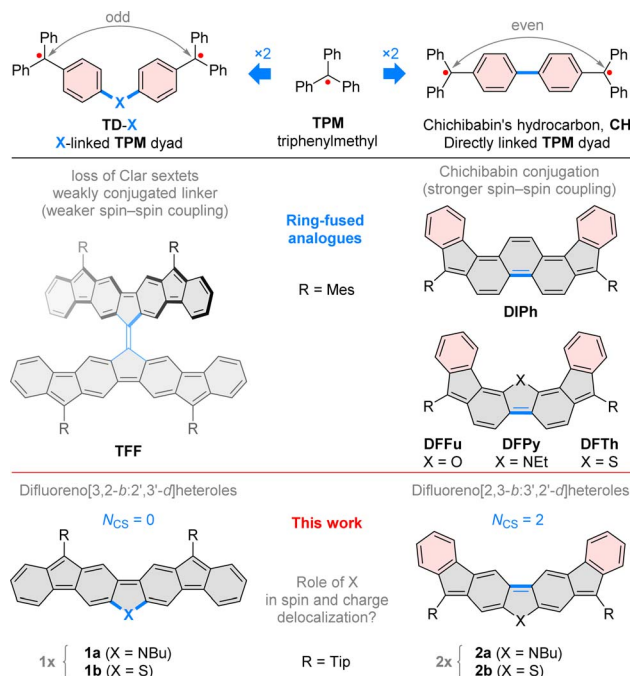 odd
even
Ph
Ph
Ph
Ph
X
×2
Ph
Ph
Ph
×2
Ph
Ph
Ph
Ph
TD-X
X-linked TPM dyad
TPM
triphenylmethyl
Chichibabin's hydrocarbon, CH
Directly linked TPM dyad
loss of Clar sextets
weakly conjugated linker
(weaker spin–spin coupling)
Ring-fused
analogues
R = Mes
Chichibabin conjugation
(stronger spin–spin coupling)
R
R
R
R
TFF
R
R
DIPh
X
R
R
DFFu
DFPy
DFTh
X = O
X = NEt
X = S
Difluoreno[3,2-b:2',3'-d]heteroles
Difluoreno[2,3-b:3',2'-d]heteroles
NCS = 0
This work
NCS = 2
R
R
X
Role of X
in spin and charge
delocalization?
R
R
X
1x
1a (X = NBu)
1b (X = S)
R = Tip
2x
2a (X = NBu)
2b (X = S)